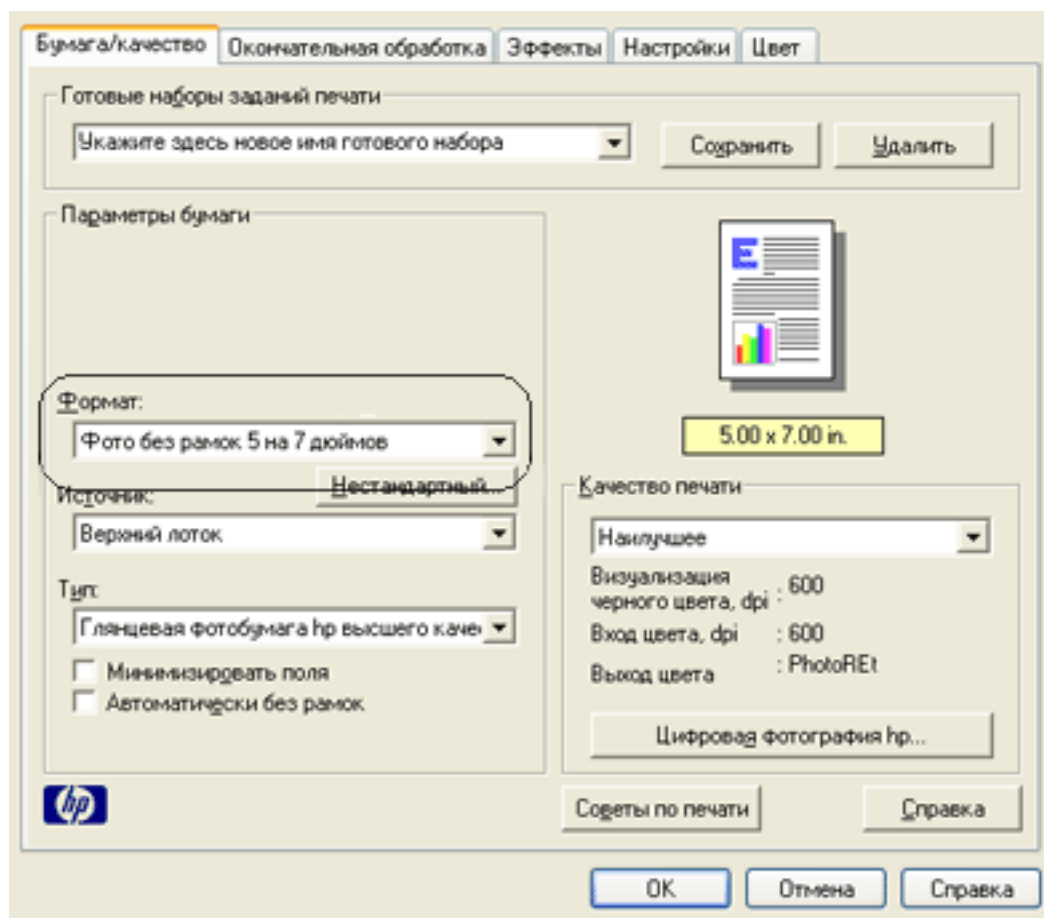 Бумага/качество Окончательная обработка Эффекты Настройки Цвет
Готовые наборы заданий печати
Укажите здесь новое имя готового набора Сохранить Удалить
Параметры бумаги
E
Формат:
Фото без рамок 5 на 7 дюймов
5.00 x 7.00 in.
Нестандартный...
Источник:
Верхний лоток
Тип:
Глянцевая фотобумага hp высшего каче
Минимизировать поля
Автоматически без рамок
Качество печати
Наилучшее
Визуализация
черного цвета, dpi : 600
Вход цвета, dpi : 600
Выход цвета : PhotoREt
Цифровая фотография hp...
hp
Советы по печати Справка
OK Отмена Справка